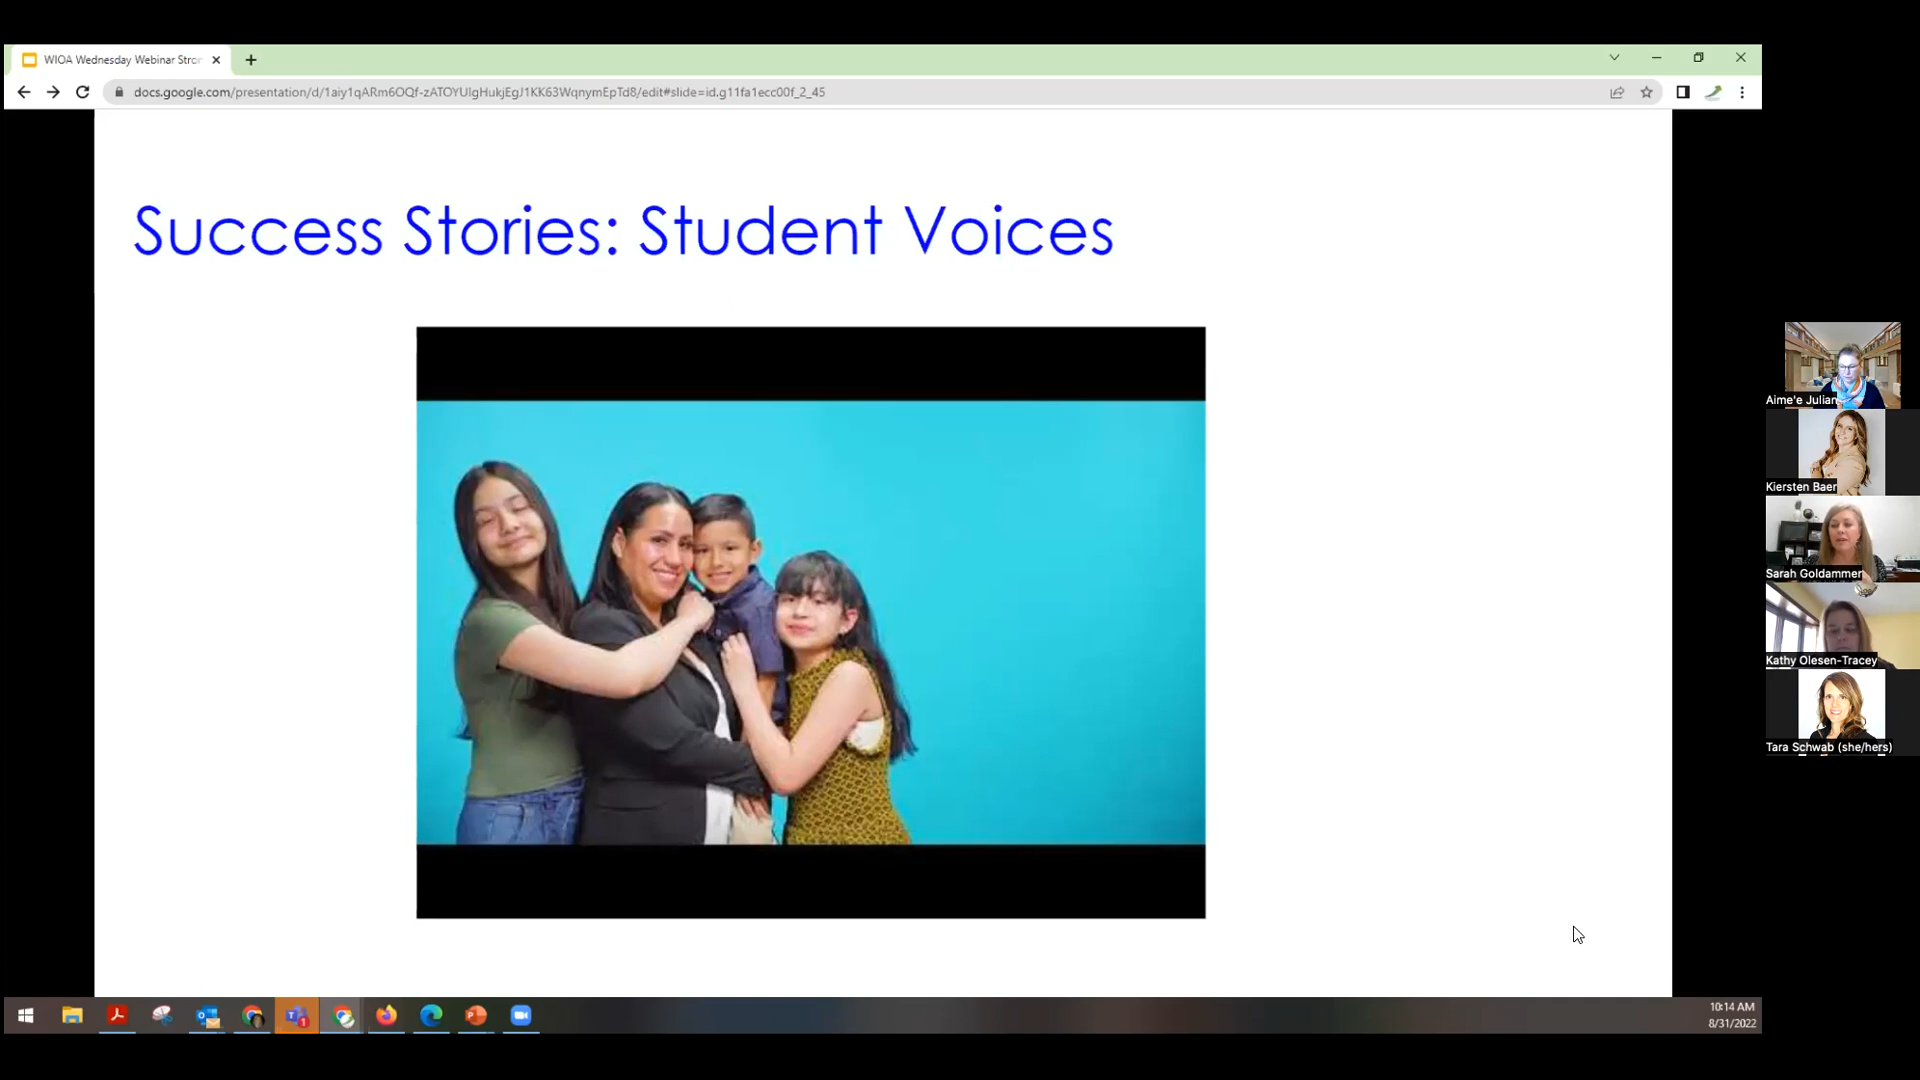 WIOA Wednesday Webinar Stror
docs.google.com/presentation/d/1aiy1qARm6OQf-zATOYUlgHukjEgJ1KK63WqnymEpTd8/edit#slide=id.g11fa1ecc00f_2_45
Success Stories: Student Voices
Aime'e Julian
Kiersten Baer
Sarah Goldammer
Kathy Olesen-Tracey
Tara Schwab (she/hers)
10:14 AM
8/31/2022